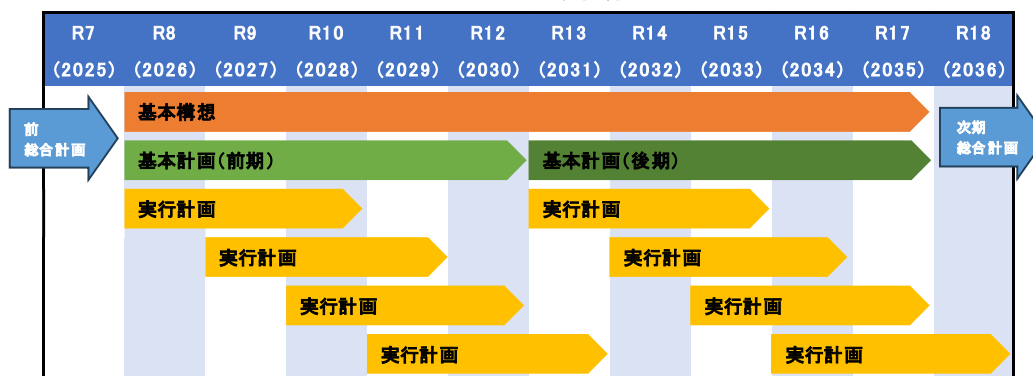 R7 R8 R9 R10 R11 R12 R13 R14 R15 R16 R17 R18
(2025) (2026) (2027) (2028) (2029) (2030) (2031) (2032) (2033) (2034) (2035) (2036)
前
総合計画
基本構想
次期
総合計画
基本計画(前期) 基本計画(後期)
実行計画 実行計画
実行計画 実行計画
実行計画 実行計画
実行計画 実行計画